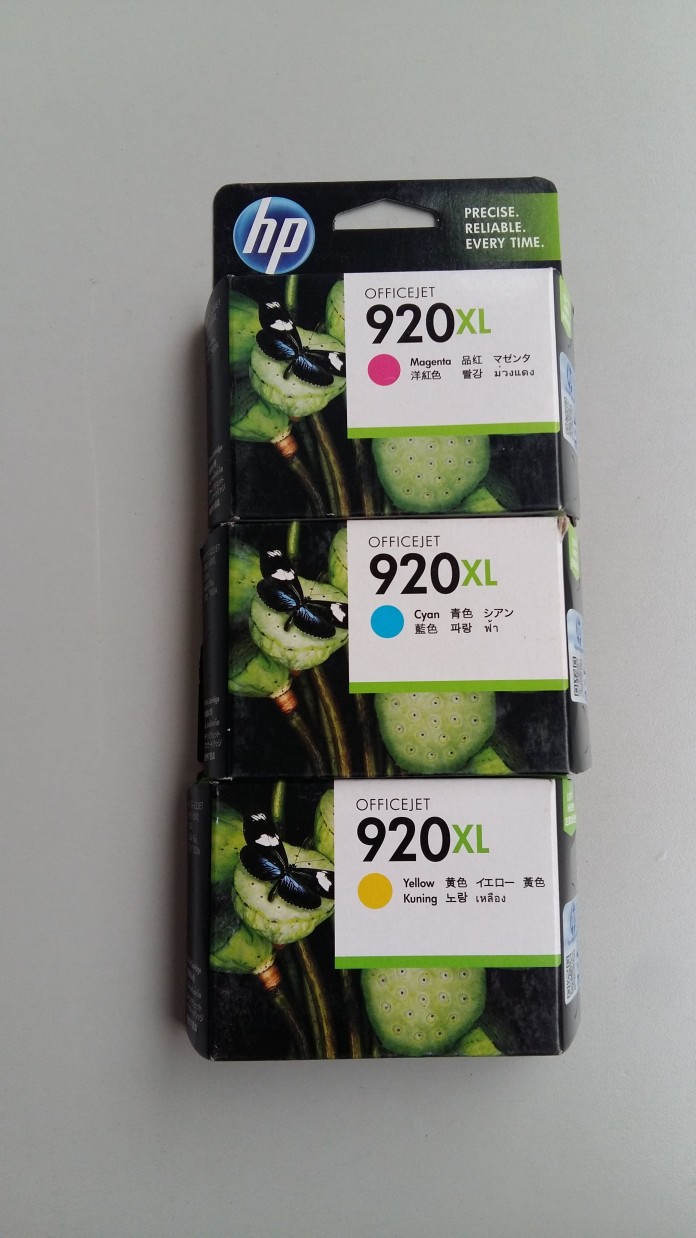 hp
PRECISE.
RELIABLE.
EVERY TIME.
OFFICEJET
920XL
Magenta 品红 マゼンタ
洋紅色 빨강 ม่วงแดง
OFFICEJET
920XL
Cyan 青色 シアン
藍色 파랑 ฟ้า
OFFICEJET
920XL
Yellow 黄色 イエロー 黃色
Kuning 노랑 เหลือง